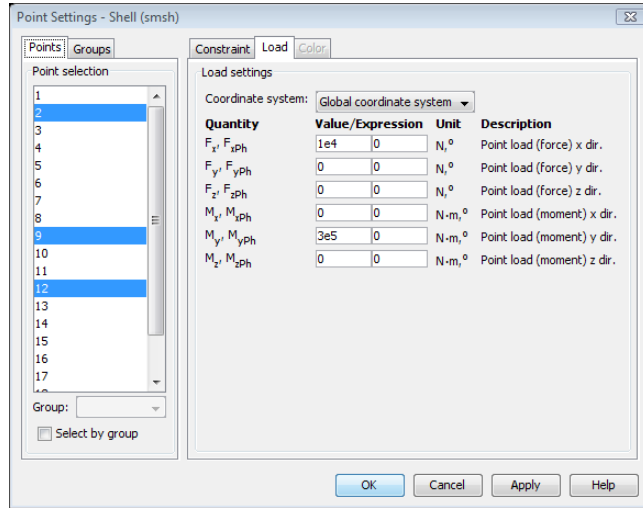 Point Settings - Shell (smsh)
Points Groups
Constraint Load Color
Point selection
1
2
3
4
5
6
7
8
9
10
11
12
13
14
15
16
17
Group:
Select by group
Load settings
Coordinate system: Global coordinate system
Quantity Value/Expression Unit Description
Fx, FxPh 1e4 0 N,º Point load (force) x dir.
Fy, FyPh 0 0 N,º Point load (force) y dir.
Fz, FzPh 0 0 N,º Point load (force) z dir.
Mx, MxPh 0 0 N·m,º Point load (moment) x dir.
My, MyPh 3e5 0 N·m,º Point load (moment) y dir.
Mz, MzPh 0 0 N·m,º Point load (moment) z dir.
OK Cancel Apply Help